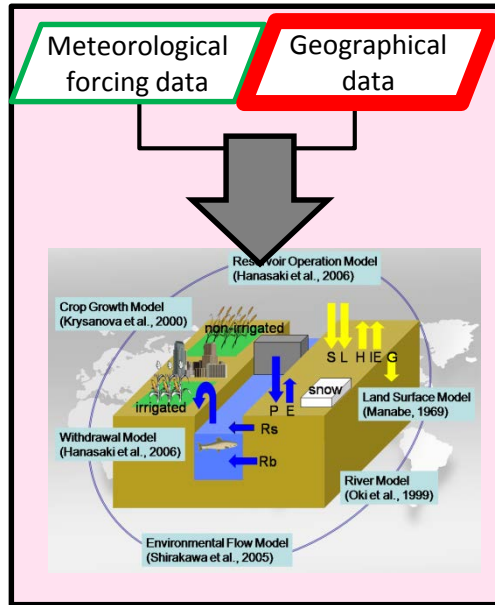 Meteorological
forcing data
Geographical
data
Reservoir Operation Model
(Hanasaki et al., 2006)
Crop Growth Model
(Krysanova et al., 2000)
non-irrigated
S L H lE G
snow
irrigated
P E
Land Surface Model
(Manabe, 1969)
Rs
Withdrawal Model
(Hanasaki et al., 2006)
Rb
River Model
(Oki et al., 1999)
Environmental Flow Model
(Shirakawa et al., 2005)